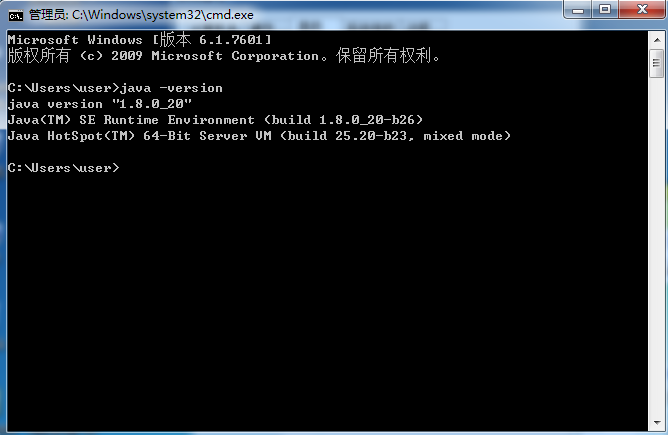 管理员: C:\Windows\system32\cmd.exe
Microsoft Windows [版本 6.1.7601]
版权所有 (c) 2009 Microsoft Corporation。保留所有权利。
C:\Users\user>java -version
java version "1.8.0_20"
Java(TM) SE Runtime Environment (build 1.8.0_20-b26)
Java HotSpot(TM) 64-Bit Server VM (build 25.20-b23, mixed mode)
C:\Users\user>